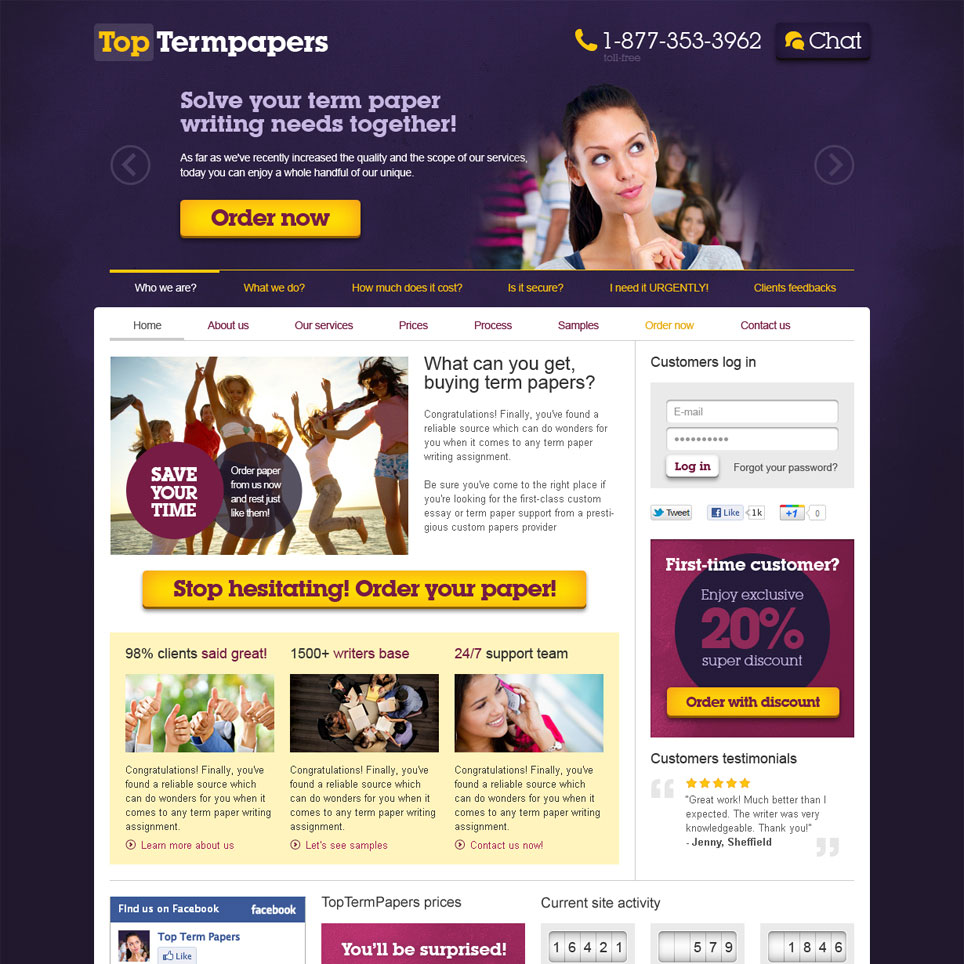 Top Termpapers
1-877-353-3962
toll-free
Chat
Solve your term paper
writing needs together!
As far as we've recently increased the quality and the scope of our services,
today you can enjoy a whole handful of our unique.
Order now
Who we are?
What we do?
How much does it cost?
Is it secure?
I need it URGENTLY!
Clients feedbacks
Home
About us
Our services
Prices
Process
Samples
Order now
Contact us
SAVE
YOUR
TIME
Order paper
from us now
and rest just
like them!
What can you get,
buying term papers?
Congratulations! Finally, you've found a
reliable source which can do wonders for
you when it comes to any term paper
writing assignment.
Be sure you've come to the right place if
you're looking for the first-class custom
essay or term paper support from a presti-
gious custom papers provider
Stop hesitating! Order your paper!
98% clients said great!
Congratulations! Finally, you've
found a reliable source which
can do wonders for you when it
comes to any term paper writing
assignment.
Learn more about us
1500+ writers base
Congratulations! Finally, you've
found a reliable source which
can do wonders for you when it
comes to any term paper writing
assignment.
Let's see samples
24/7 support team
Congratulations! Finally, you've
found a reliable source which
can do wonders for you when it
comes to any term paper writing
assignment.
Contact us now!
Customers log in
E-mail
Log in
Forgot your password?
Tweet
Like
1k
+1
0
First-time customer?
Enjoy exclusive
20%
super discount
Order with discount
Customers testimonials
"Great work! Much better than I
expected. The writer was very
knowledgeable. Thank you!"
- Jenny, Sheffield
Find us on Facebook
facebook
Top Term Papers
Like
TopTermPapers prices
You'll be surprised!
Current site activity
16421
579
1846